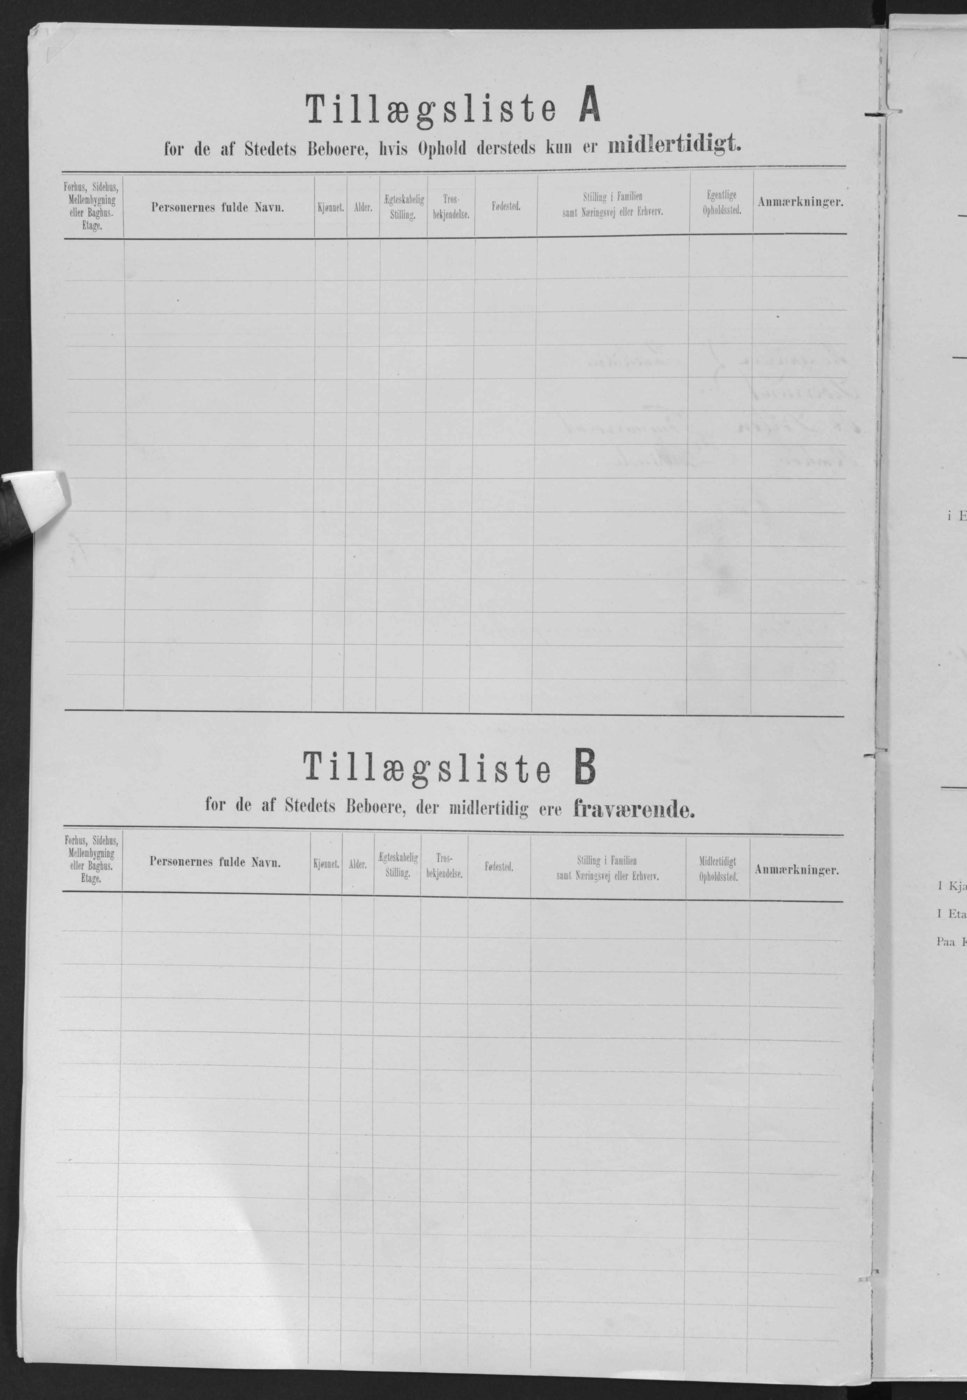 Tillægsliste A
for de af Stedets Beboere, hvis Ophold dersteds kun er midlertidigt.
Forhus, Sidehus,
Mellembygning
eller Baghus.
Etage.
Personernes fulde Navn.
Kjønnet.
Alder.
Ægteskabelig
Stilling.
Tros-
bekjendelse.
Fødested.
Stilling i Familien
samt Næringsvej eller Erhverv.
Egentlige
Opholdssted.
Anmærkninger.
Tillægsliste B
for de af Stedets Beboere, der midlertidig ere fraværende.
Forhus, Sidehus,
Mellembygning
eller Baghus.
Etage.
Personernes fulde Navn.
Kjønnet.
Alder.
Ægteskabelig
Stilling.
Tros-
bekjendelse.
Fødested.
Stilling i Familien
samt Næringsvej eller Erhverv.
Midlertidigt
Opholdssted.
Anmærkninger.
i E
I Kjæ
I Eta
Paa K